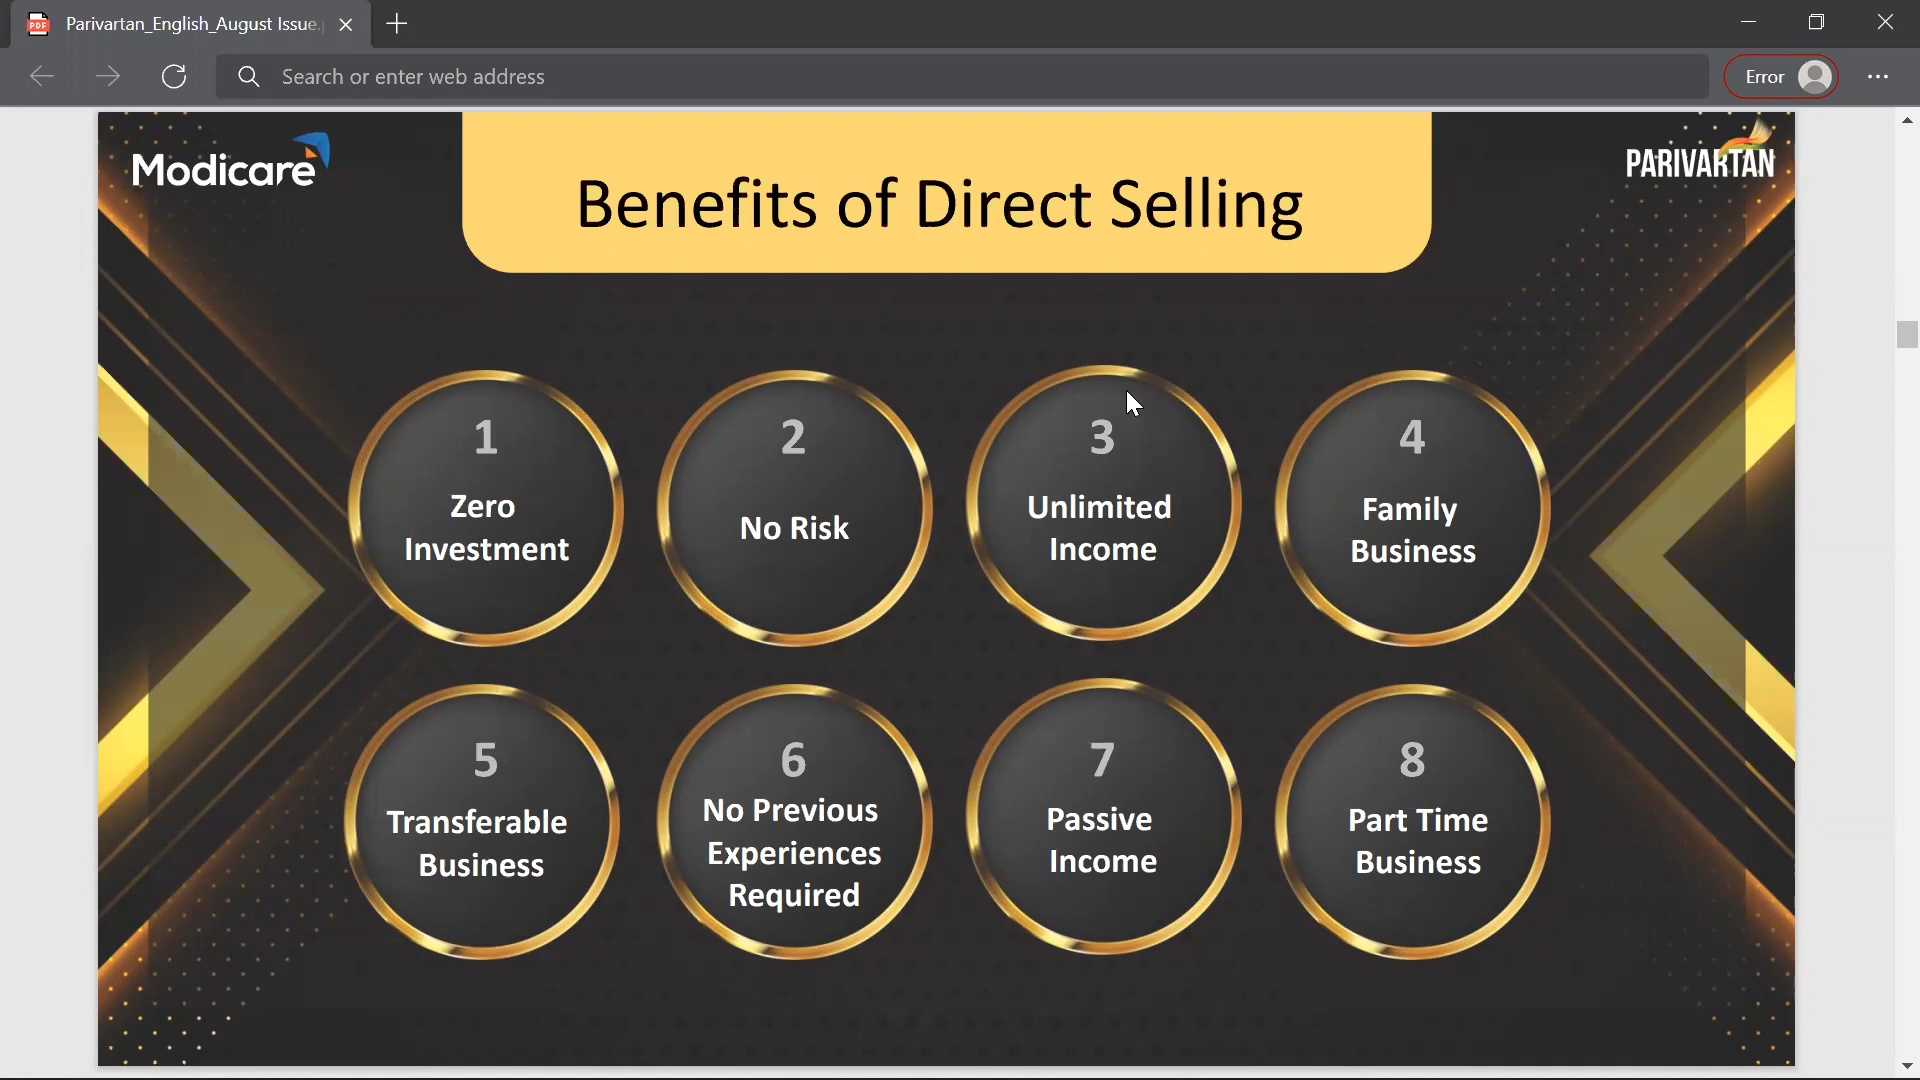 Parivartan_English_August Issue.
Search or enter web address
Error
Modicare
PARIVARTAN
Benefits of Direct Selling
1
Zero
Investment
2
No Risk
3
Unlimited
Income
4
Family
Business
5
Transferable
Business
6
No Previous
Experiences
Required
7
Passive
Income
8
Part Time
Business